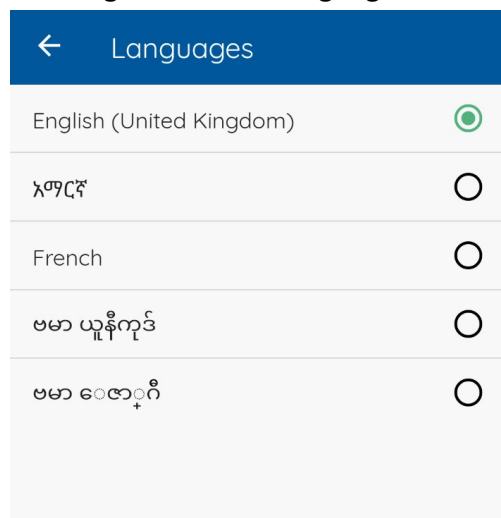 Languages
English (United Kingdom)
አማርኛ
French
ဗမာ ယူနီကုဒ်
ဗမာ ေဇာ္ဂီ